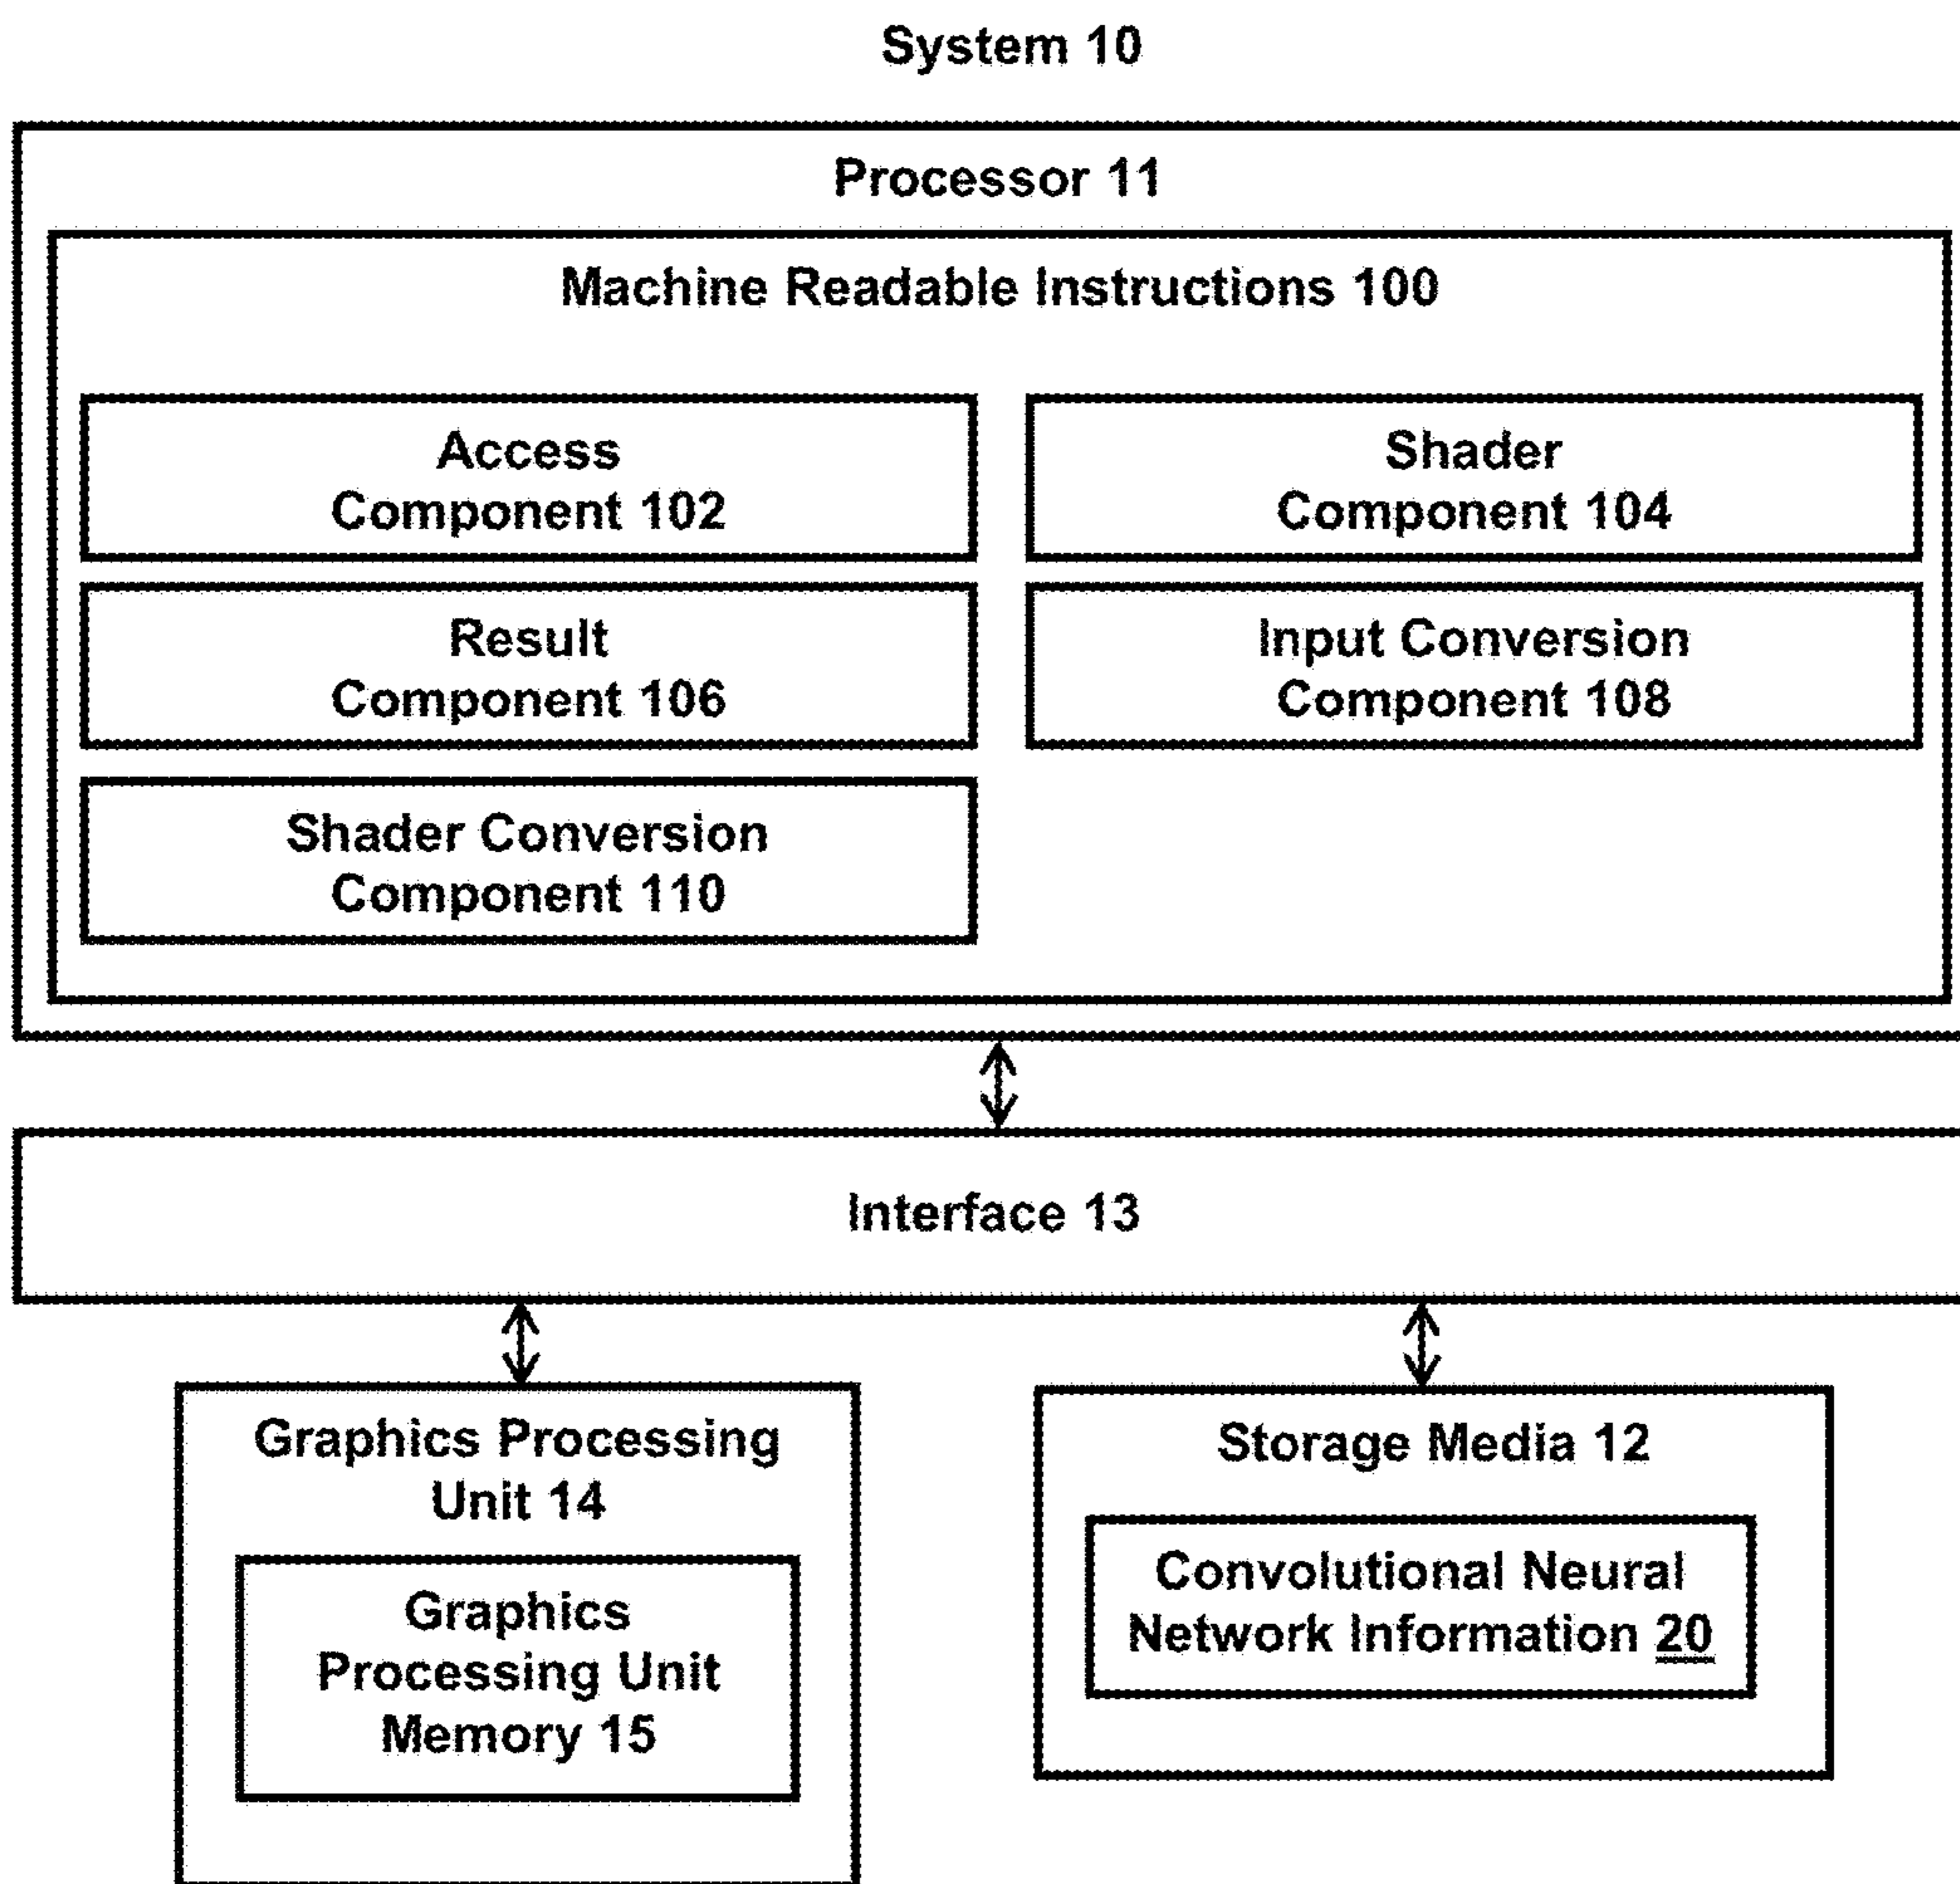 System 10
Processor 11
Machine Readable Instructions 100
Access
Component 102
Shader
Component 104
Result
Component 106
Input Conversion
Component 108
Shader Conversion
Component 110
Interface 13
Graphics Processing
Unit 14
Graphics
Processing Unit
Memory 15
Storage Media 12
Convolutional Neural
Network Information 20